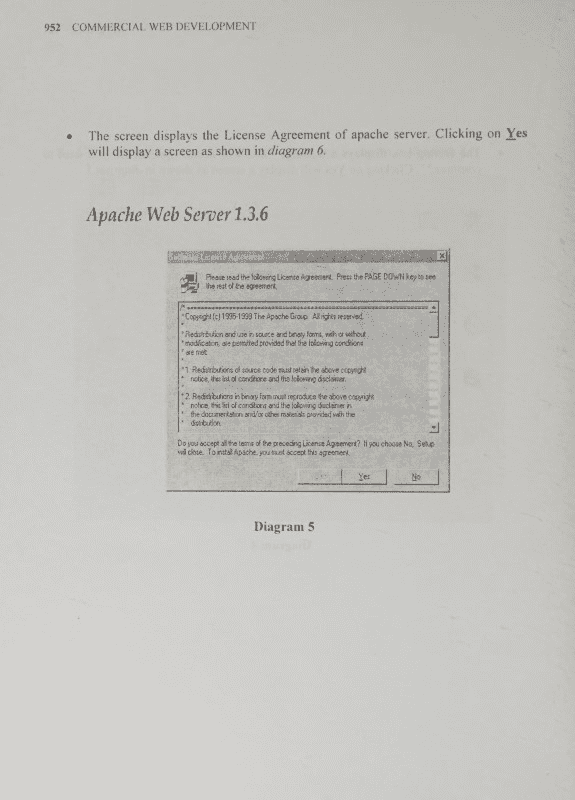 952 COMMERCIAL WEB DEVELOPMENT
• The screen displays the License Agreement of apache server. Clicking on Yes
will display a screen as shown in diagram 6.
Apache Web Server 1.3.6
Software License Agreement
Please read the following License Agreement. Press the PAGE DOWN key to see
the rest of the agreement.
* Copyright (c) 1995-1999 The Apache Group. All rights reserved.
*
* Redistribution and use in source and binary forms, with or without
* modification, are permitted provided that the following conditions
* are met:
*
* 1. Redistributions of source code must retain the above copyright
* notice, this list of conditions and the following disclaimer.
*
* 2. Redistributions in binary form must reproduce the above copyright
* notice, this list of conditions and the following disclaimer in
* the documentation and/or other materials provided with the
* distribution.
Do you accept all the terms of the preceding License Agreement? If you choose No, Setup
will close. To install Apache, you must accept this agreement.
Yes No
Diagram 5